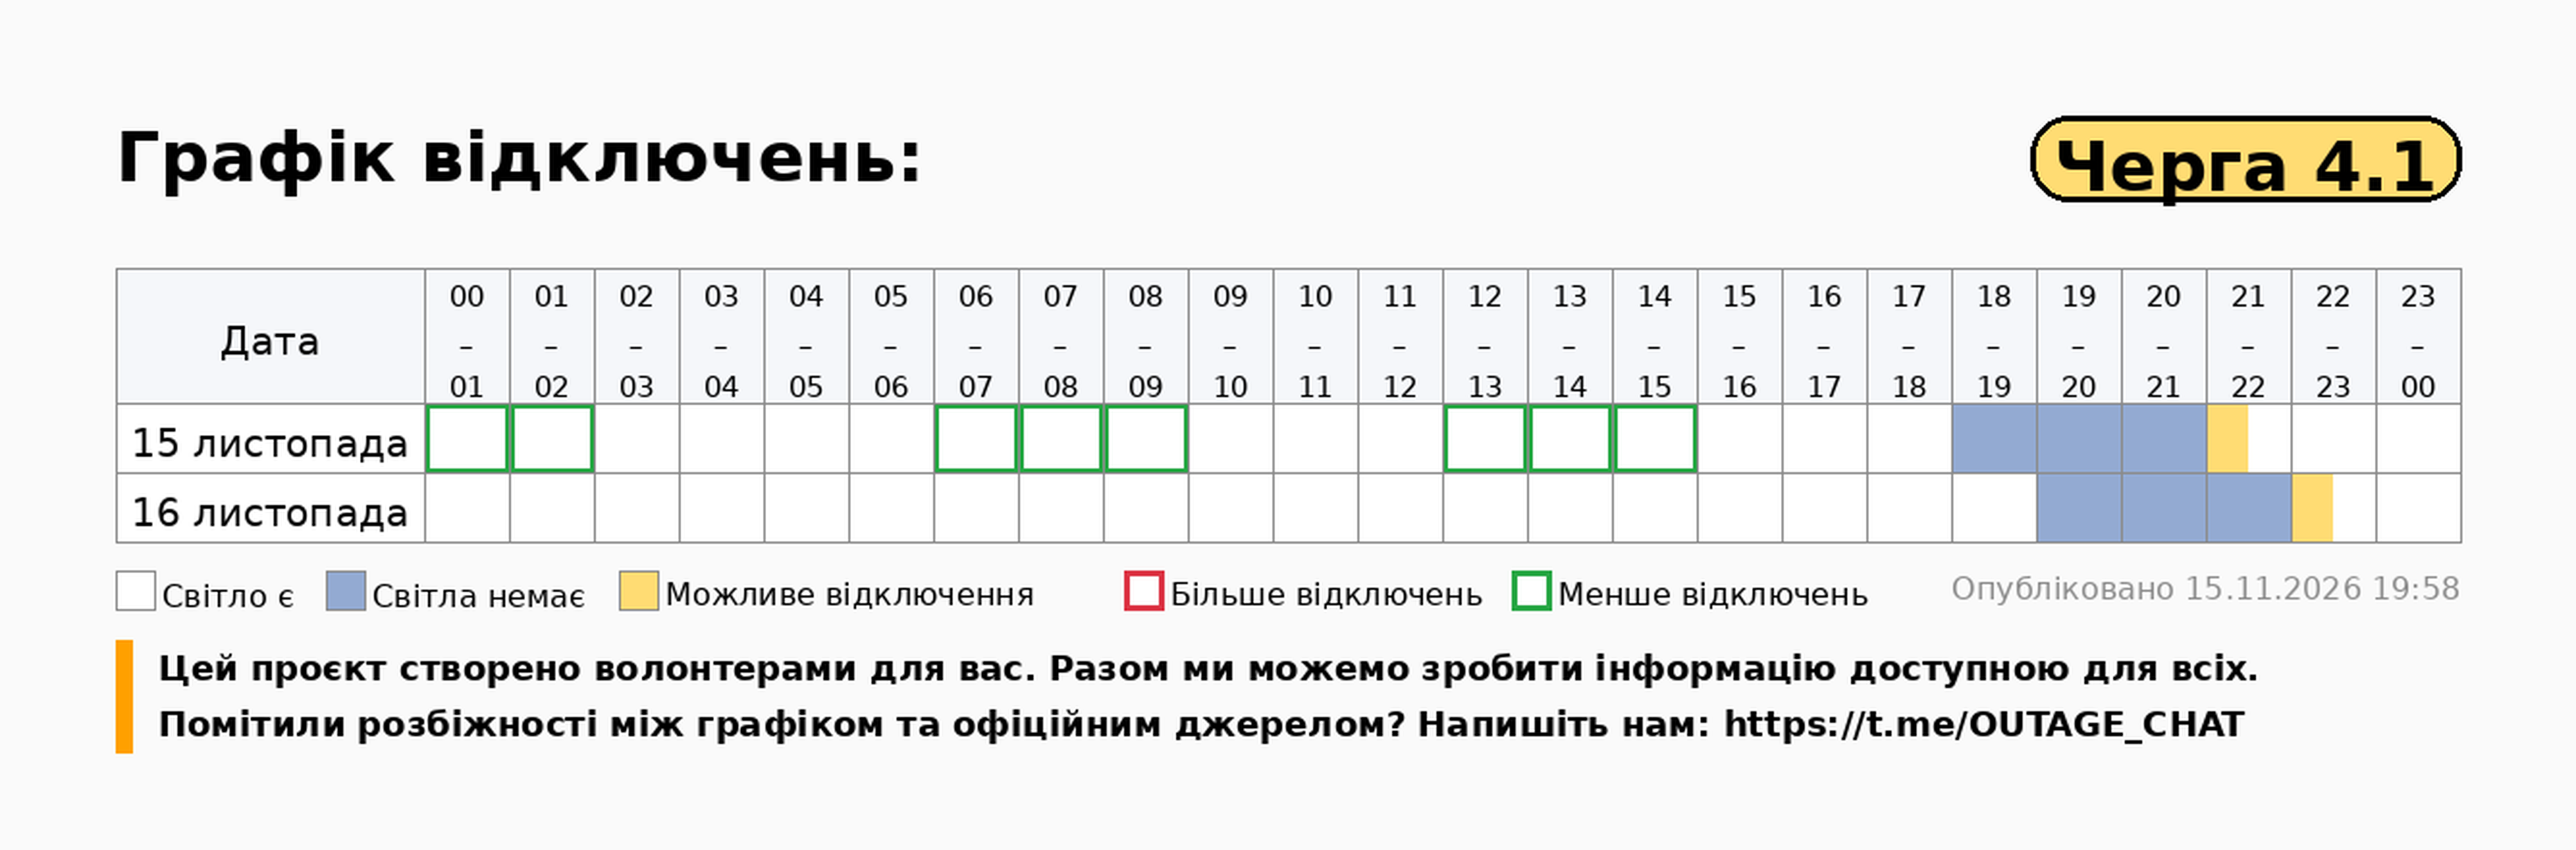 Графік відключень:
Черга 4.1
Дата 00 – 01 01 – 02 02 – 03 03 – 04 04 – 05 05 – 06 06 – 07 07 – 08 08 – 09 09 – 10 10 – 11 11 – 12 12 – 13 13 – 14 14 – 15 15 – 16 16 – 17 17 – 18 18 – 19 19 – 20 20 – 21 21 – 22 22 – 23 23 – 00
15 листопада
16 листопада
Світло є Світла немає Можливе відключення Більше відключень Менше відключень Опубліковано 15.11.2026 19:58
Цей проєкт створено волонтерами для вас. Разом ми можемо зробити інформацію доступною для всіх.
Помітили розбіжності між графіком та офіційним джерелом? Напишіть нам: https://t.me/OUTAGE_CHAT